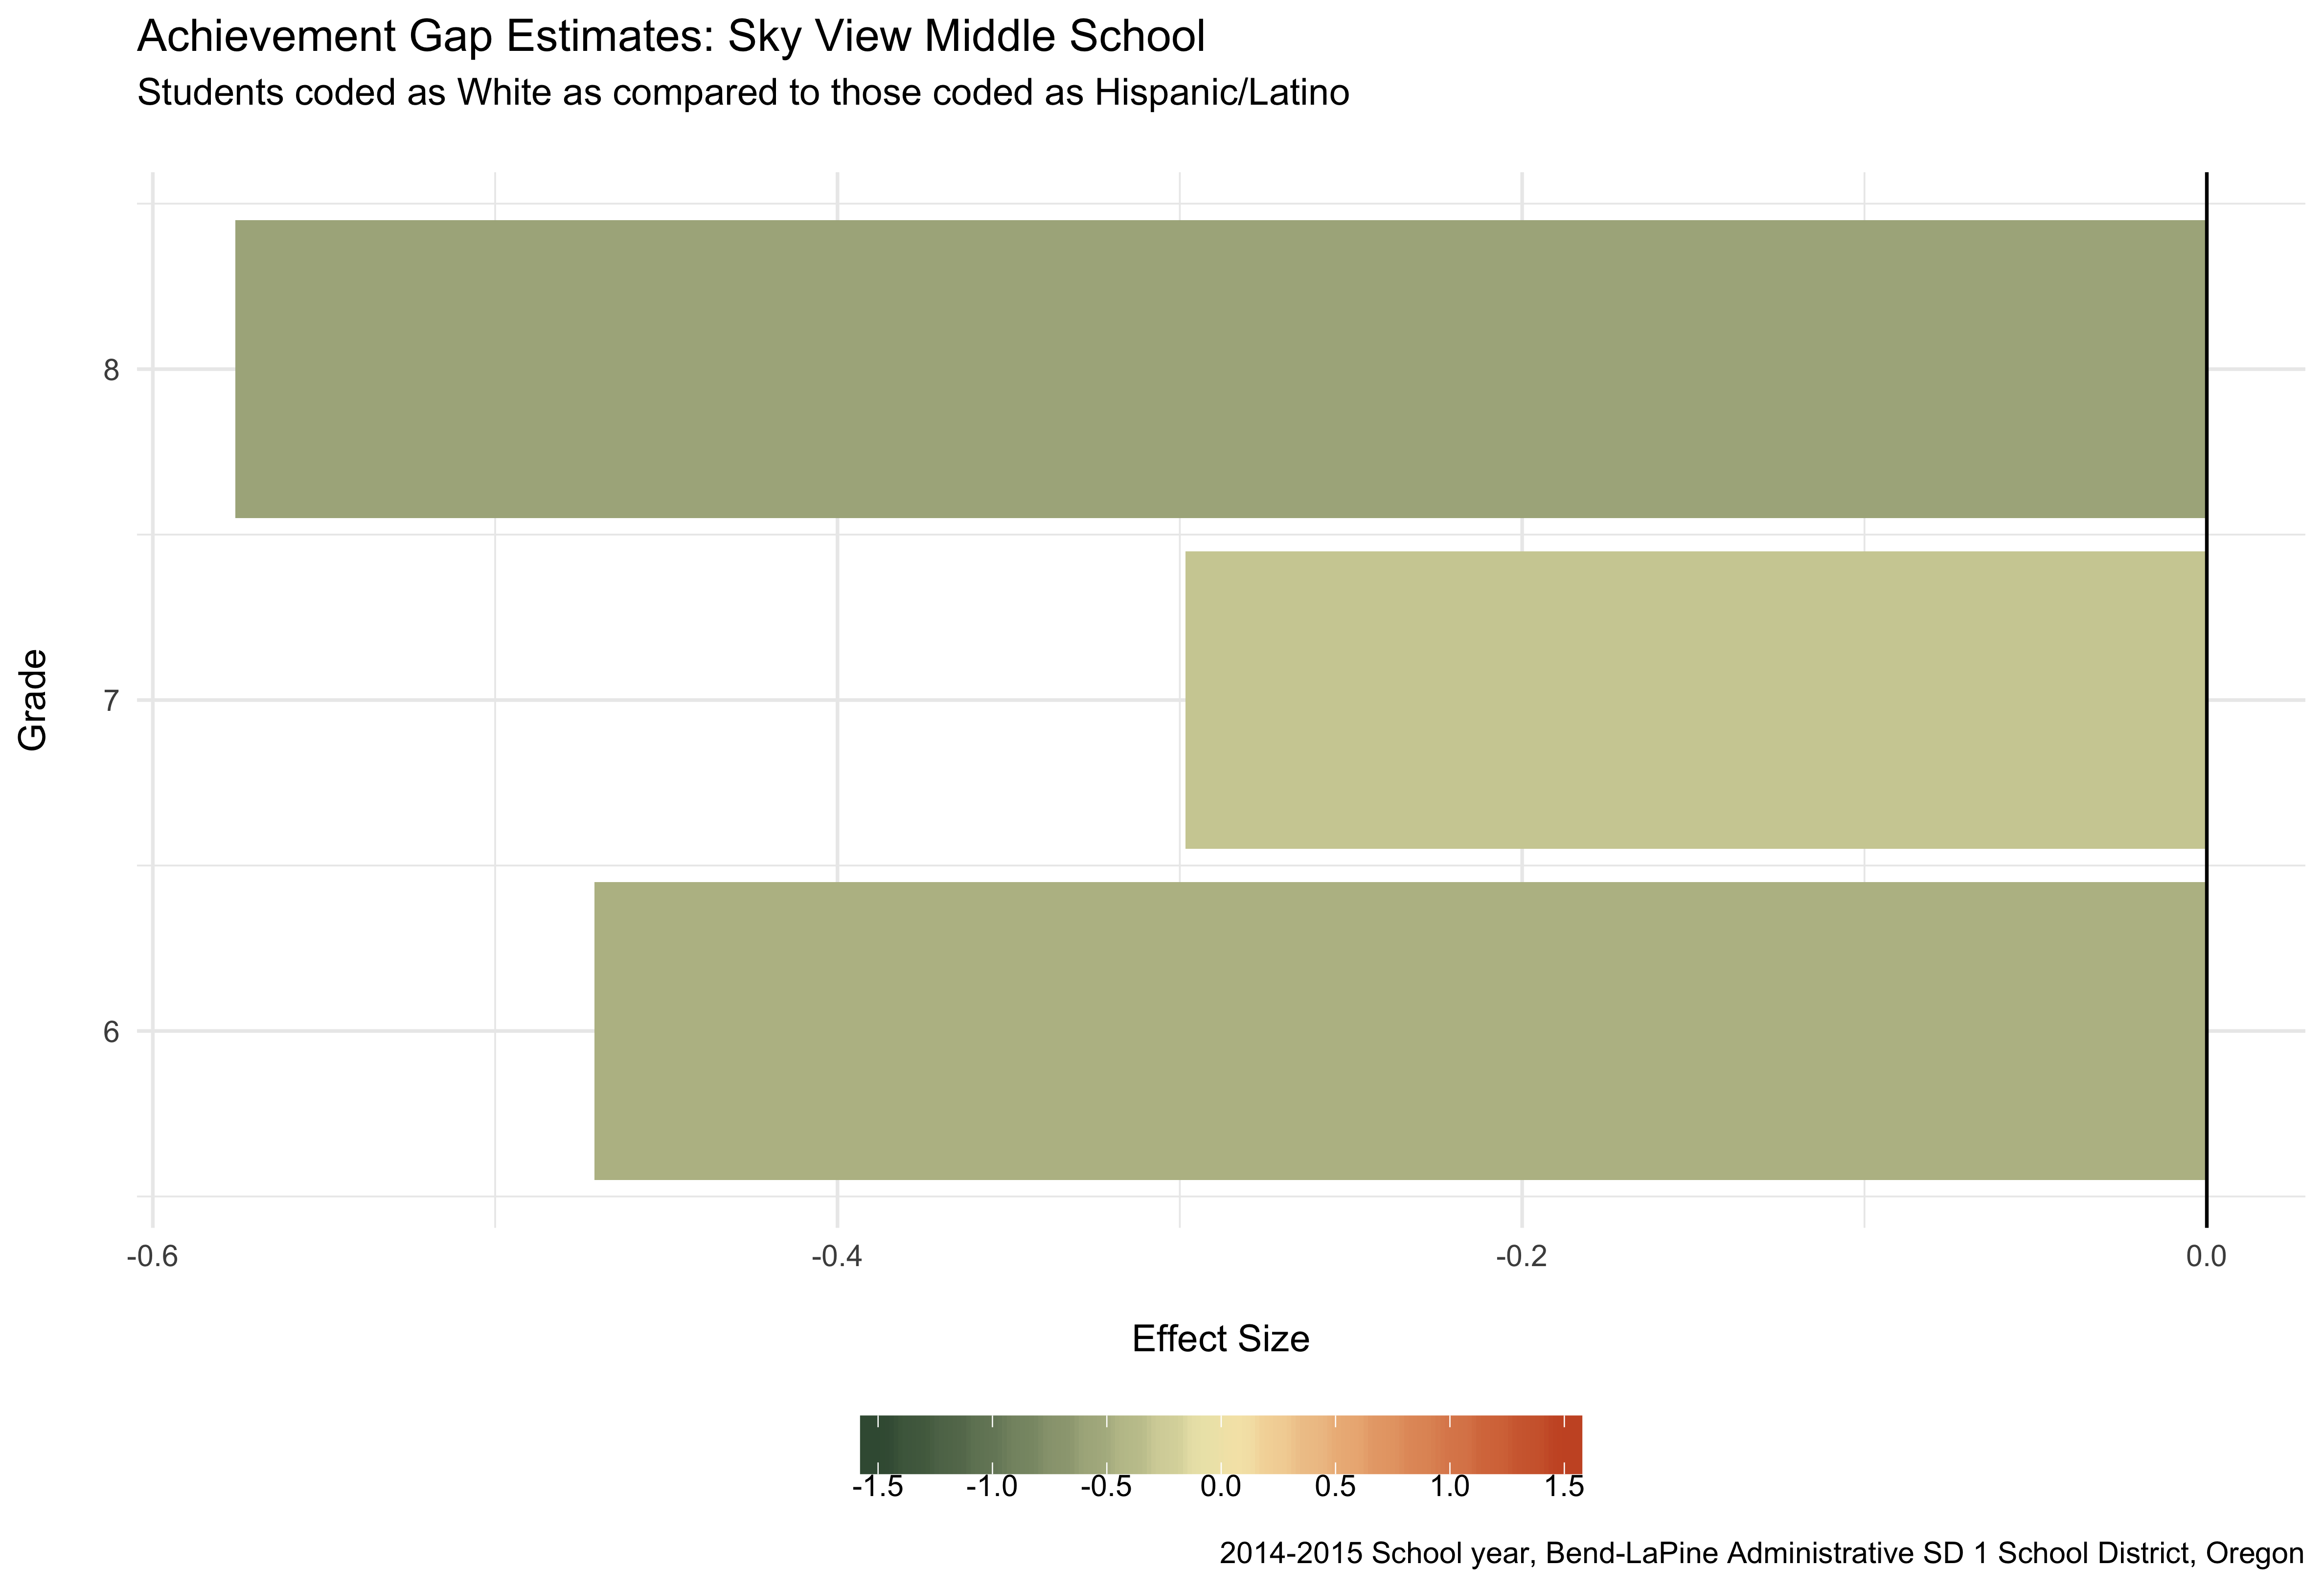 Achievement Gap Estimates: Sky View Middle School
Students coded as White as compared to those coded as Hispanic/Latino
Grade
8
7
6
-0.6 -0.4 -0.2 0.0
Effect Size
-1.5 -1.0 -0.5 0.0 0.5 1.0 1.5
2014-2015 School year, Bend-LaPine Administrative SD 1 School District, Oregon